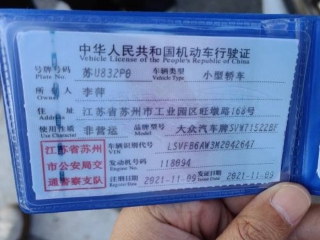 中华人民共和国机动车行驶证
Vehicle License of the People's Republic of China
号牌号码 苏U832P0 车辆类型 小型轿车
Plate No. Vehicle Type
所 有 人 李萍
Owner
住 址 江苏省苏州市工业园区旺墩路168号
Address
使用性质 非营运 品牌型号 大众汽车牌
Use Character Model
江苏省苏州
市公安局交
通警察支队
车辆识别代号
VIN
发动机号码 118094
Engine No.
注册日期 2021-11-09 发证日期 2021-11-09
Register Date Issue Date